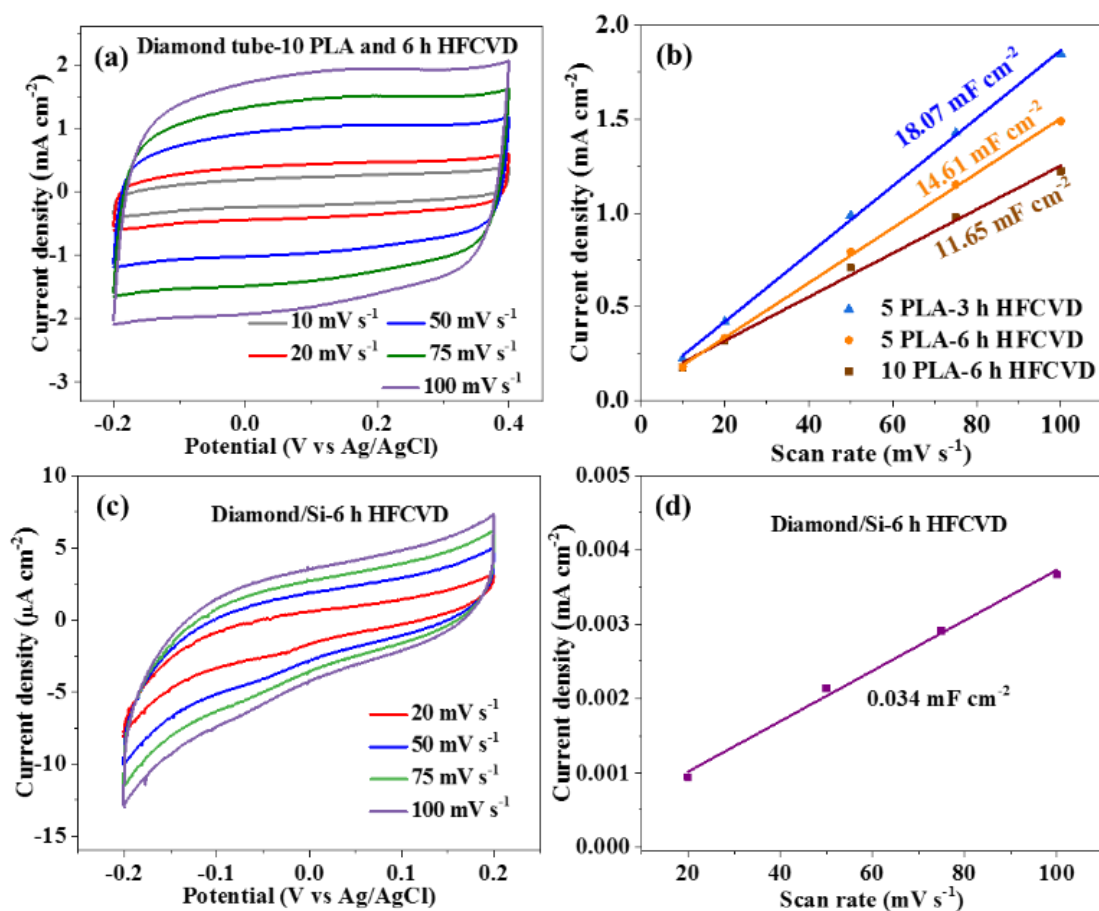 (a)
Diamond tube-10 PLA and 6 h HFCVD
Current density (mA cm⁻²)
2
1
0
-1
-2
-3
10 mV s⁻¹
50 mV s⁻¹
20 mV s⁻¹
75 mV s⁻¹
100 mV s⁻¹
-0.2
0.0
0.2
0.4
Potential (V vs Ag/AgCl)
(b)
Current density (mA cm⁻²)
2.0
1.5
1.0
0.5
0.0
18.07 mF cm⁻²
14.61 mF cm⁻²
11.65 mF cm⁻²
5 PLA-3 h HFCVD
5 PLA-6 h HFCVD
10 PLA-6 h HFCVD
20
40
60
80
100
Scan rate (mV s⁻¹)
(c)
Diamond/Si-6 h HFCVD
Current density (μA cm⁻²)
10
5
0
-5
-10
-15
20 mV s⁻¹
50 mV s⁻¹
75 mV s⁻¹
100 mV s⁻¹
-0.2
-0.1
0.0
0.1
0.2
Potential (V vs Ag/AgCl)
(d)
Diamond/Si-6 h HFCVD
Current density (mA cm⁻²)
0.005
0.004
0.003
0.002
0.001
0.000
0.034 mF cm⁻²
20
40
60
80
100
Scan rate (mV s⁻¹)